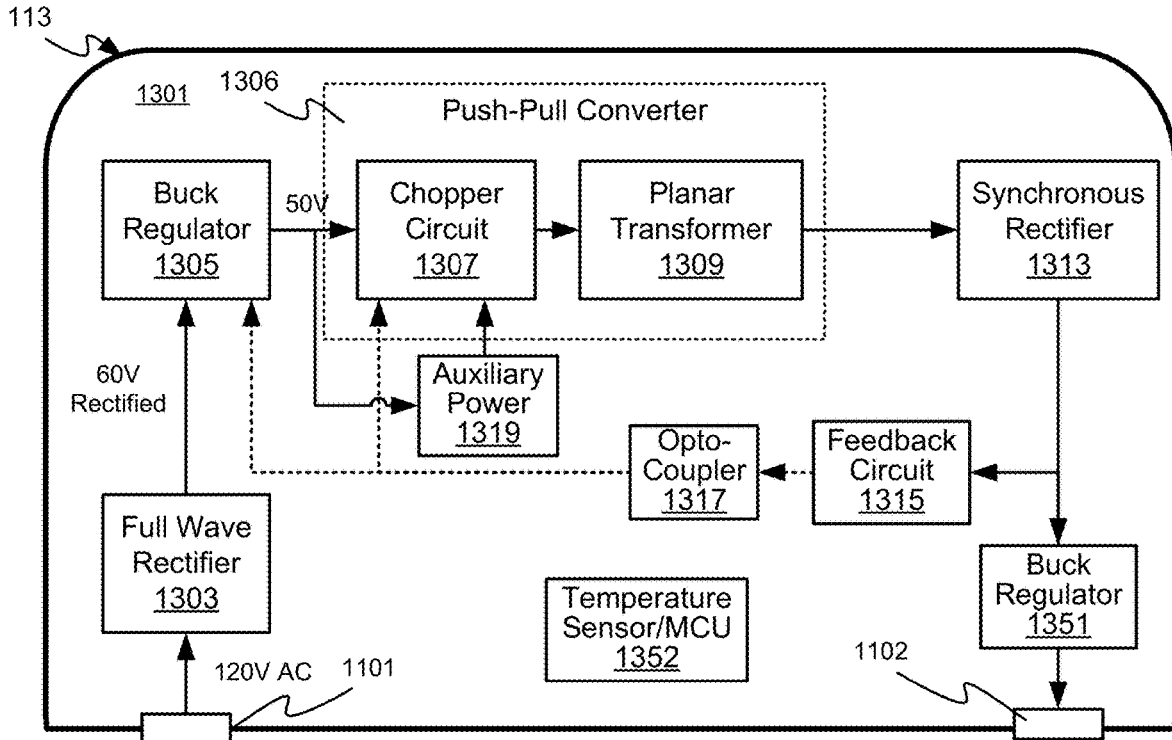 113
1301
1306
Push-Pull Converter
Buck
Regulator
1305
50V
Chopper
Circuit
1307
Planar
Transformer
1309
Synchronous
Rectifier
1313
60V
Rectified
Auxiliary
Power
1319
Opto-
Coupler
1317
Feedback
Circuit
1315
Full Wave
Rectifier
1303
Temperature
Sensor/MCU
1352
Buck
Regulator
1351
120V AC
1101
1102